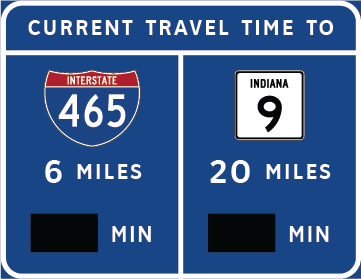 CURRENT TRAVEL TIME TO
INTERSTATE
465
6 MILES
MIN
INDIANA
9
20 MILES
MIN